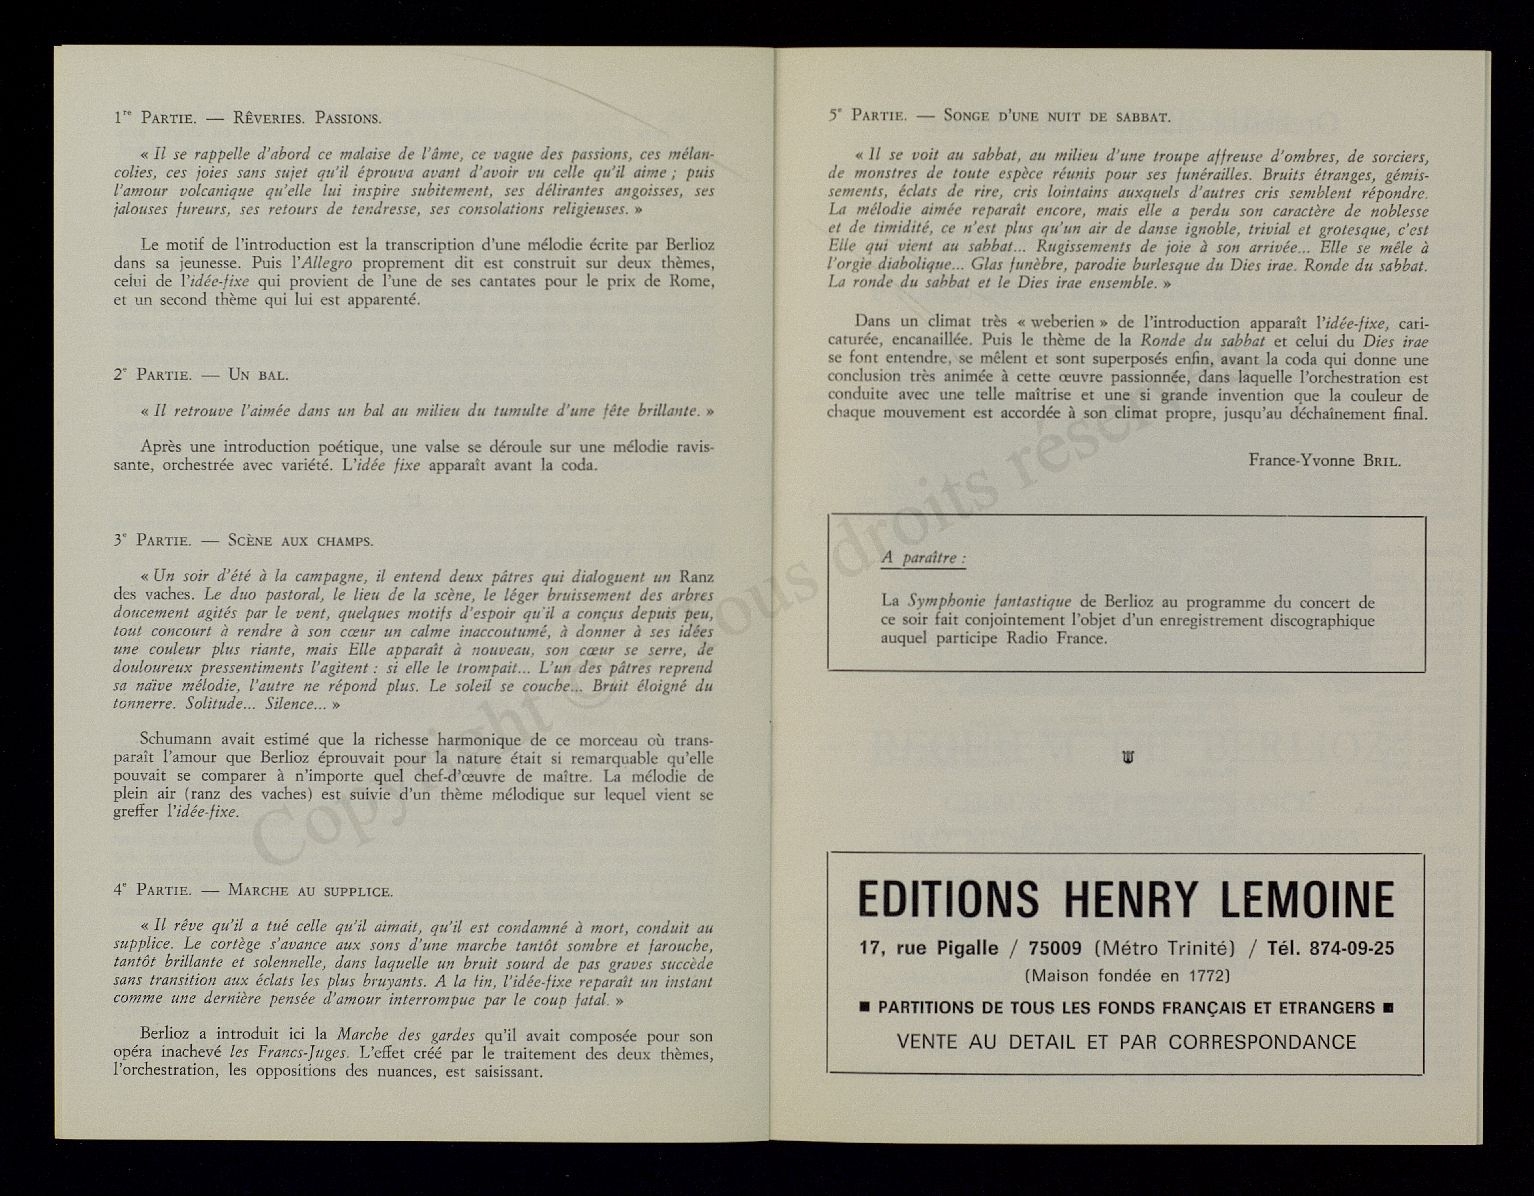 1re PARTIE. — RÊVERIES. PASSIONS.
« Il se rappelle d'abord ce malaise de l'âme, ce vague des passions, ces mélan-
colies, ces joies sans sujet qu'il éprouva avant d'avoir vu celle qu'il aime ; puis
l'amour volcanique qu'elle lui inspire subitement, ses délirantes angoisses, ses
jalouses fureurs, ses retours de tendresse, ses consolations religieuses. »
Le motif de l'introduction est la transcription d'une mélodie écrite par Berlioz
dans sa jeunesse. Puis l'Allegro proprement dit est construit sur deux thèmes,
celui de l'idée-fixe qui provient de l'une de ses cantates pour le prix de Rome,
et un second thème qui lui est apparenté.
2e PARTIE. — UN BAL.
« Il retrouve l'aimée dans un bal au milieu du tumulte d'une fête brillante. »
Après une introduction poétique, une valse se déroule sur une mélodie ravis-
sante, orchestrée avec variété. L'idée fixe apparaît avant la coda.
3e PARTIE. — SCÈNE AUX CHAMPS.
« Un soir d'été à la campagne, il entend deux pâtres qui dialoguent un Ranz
des vaches. Le duo pastoral, le lieu de la scène, le léger bruissement des arbres
doucement agités par le vent, quelques motifs d'espoir qu'il a conçus depuis peu,
tout concourt à rendre à son cœur un calme inaccoutumé, à donner à ses idées
une couleur plus riante, mais Elle apparaît à nouveau, son cœur se serre, de
douloureux pressentiments l'agitent : si elle le trompait... L'un des pâtres reprend
sa naïve mélodie, l'autre ne répond plus. Le soleil se couche... Bruit éloigné du
tonnerre. Solitude... Silence... »
Schumann avait estimé que la richesse harmonique de ce morceau où trans-
paraît l'amour que Berlioz éprouvait pour la nature était si remarquable qu'elle
pouvait se comparer à n'importe quel chef-d'œuvre de maître. La mélodie de
plein air (ranz des vaches) est suivie d'un thème mélodique sur lequel vient se
greffer l'idée-fixe.
4e PARTIE. — MARCHE AU SUPPLICE.
« Il rêve qu'il a tué celle qu'il aimait, qu'il est condamné à mort, conduit au
supplice. Le cortège s'avance aux sons d'une marche tantôt sombre et farouche,
tantôt brillante et solennelle, dans laquelle un bruit sourd de pas graves succède
sans transition aux éclats les plus bruyants. A la fin, l'idée-fixe reparaît un instant
comme une dernière pensée d'amour interrompue par le coup fatal. »
Berlioz a introduit ici la Marche des gardes qu'il avait composée pour son
opéra inachevé les Francs-Juges. L'effet créé par le traitement des deux thèmes,
l'orchestration, les oppositions des nuances, est saisissant.
5e PARTIE. — SONGE D'UNE NUIT DE SABBAT.
« Il se voit au sabbat, au milieu d'une troupe affreuse d'ombres, de sorciers,
de monstres de toute espèce réunis pour ses funérailles. Bruits étranges, gémis-
sements, éclats de rire, cris lointains auxquels d'autres cris semblent répondre.
La mélodie aimée reparaît encore, mais elle a perdu son caractère de noblesse
et de timidité, ce n'est plus qu'un air de danse ignoble, trivial et grotesque, c'est
Elle qui vient au sabbat... Rugissements de joie à son arrivée... Elle se mêle à
l'orgie diabolique... Glas funèbre, parodie burlesque du Dies irae. Ronde du sabbat.
La ronde du sabbat et le Dies irae ensemble. »
Dans un climat très « weberien » de l'introduction apparaît l'idée-fixe, cari-
caturée, encanaillée. Puis le thème de la Ronde du sabbat et celui du Dies irae
se font entendre, se mêlent et sont superposés enfin, avant la coda qui donne une
conclusion très animée à cette œuvre passionnée, dans laquelle l'orchestration est
conduite avec une telle maîtrise et une si grande invention que la couleur de
chaque mouvement est accordée à son climat propre, jusqu'au déchaînement final.
France-Yvonne BRIL.
A paraître :
La Symphonie fantastique de Berlioz au programme du concert de
ce soir fait conjointement l'objet d'un enregistrement discographique
auquel participe Radio France.
EDITIONS HENRY LEMOINE
17, rue Pigalle / 75009 (Métro Trinité) / Tél. 874-09-25
(Maison fondée en 1772)
■ PARTITIONS DE TOUS LES FONDS FRANÇAIS ET ETRANGERS ■
VENTE AU DETAIL ET PAR CORRESPONDANCE
Copyright © Tous droits réservés